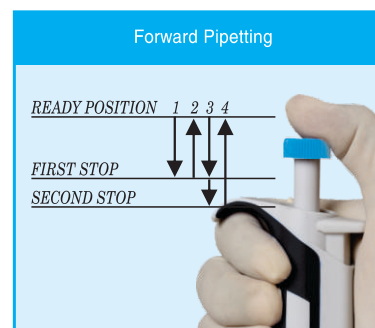 Forward Pipetting
READY POSITION 1 2 3 4
FIRST STOP
SECOND STOP